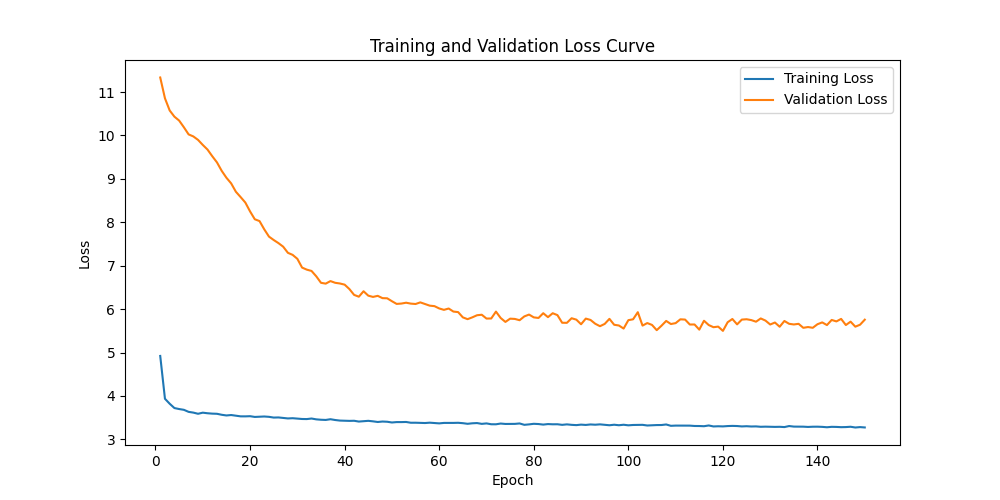 Training and Validation Loss Curve
Training Loss
Validation Loss
Loss
11
10
9
8
7
6
5
4
3
0 20 40 60 80 100 120 140
Epoch